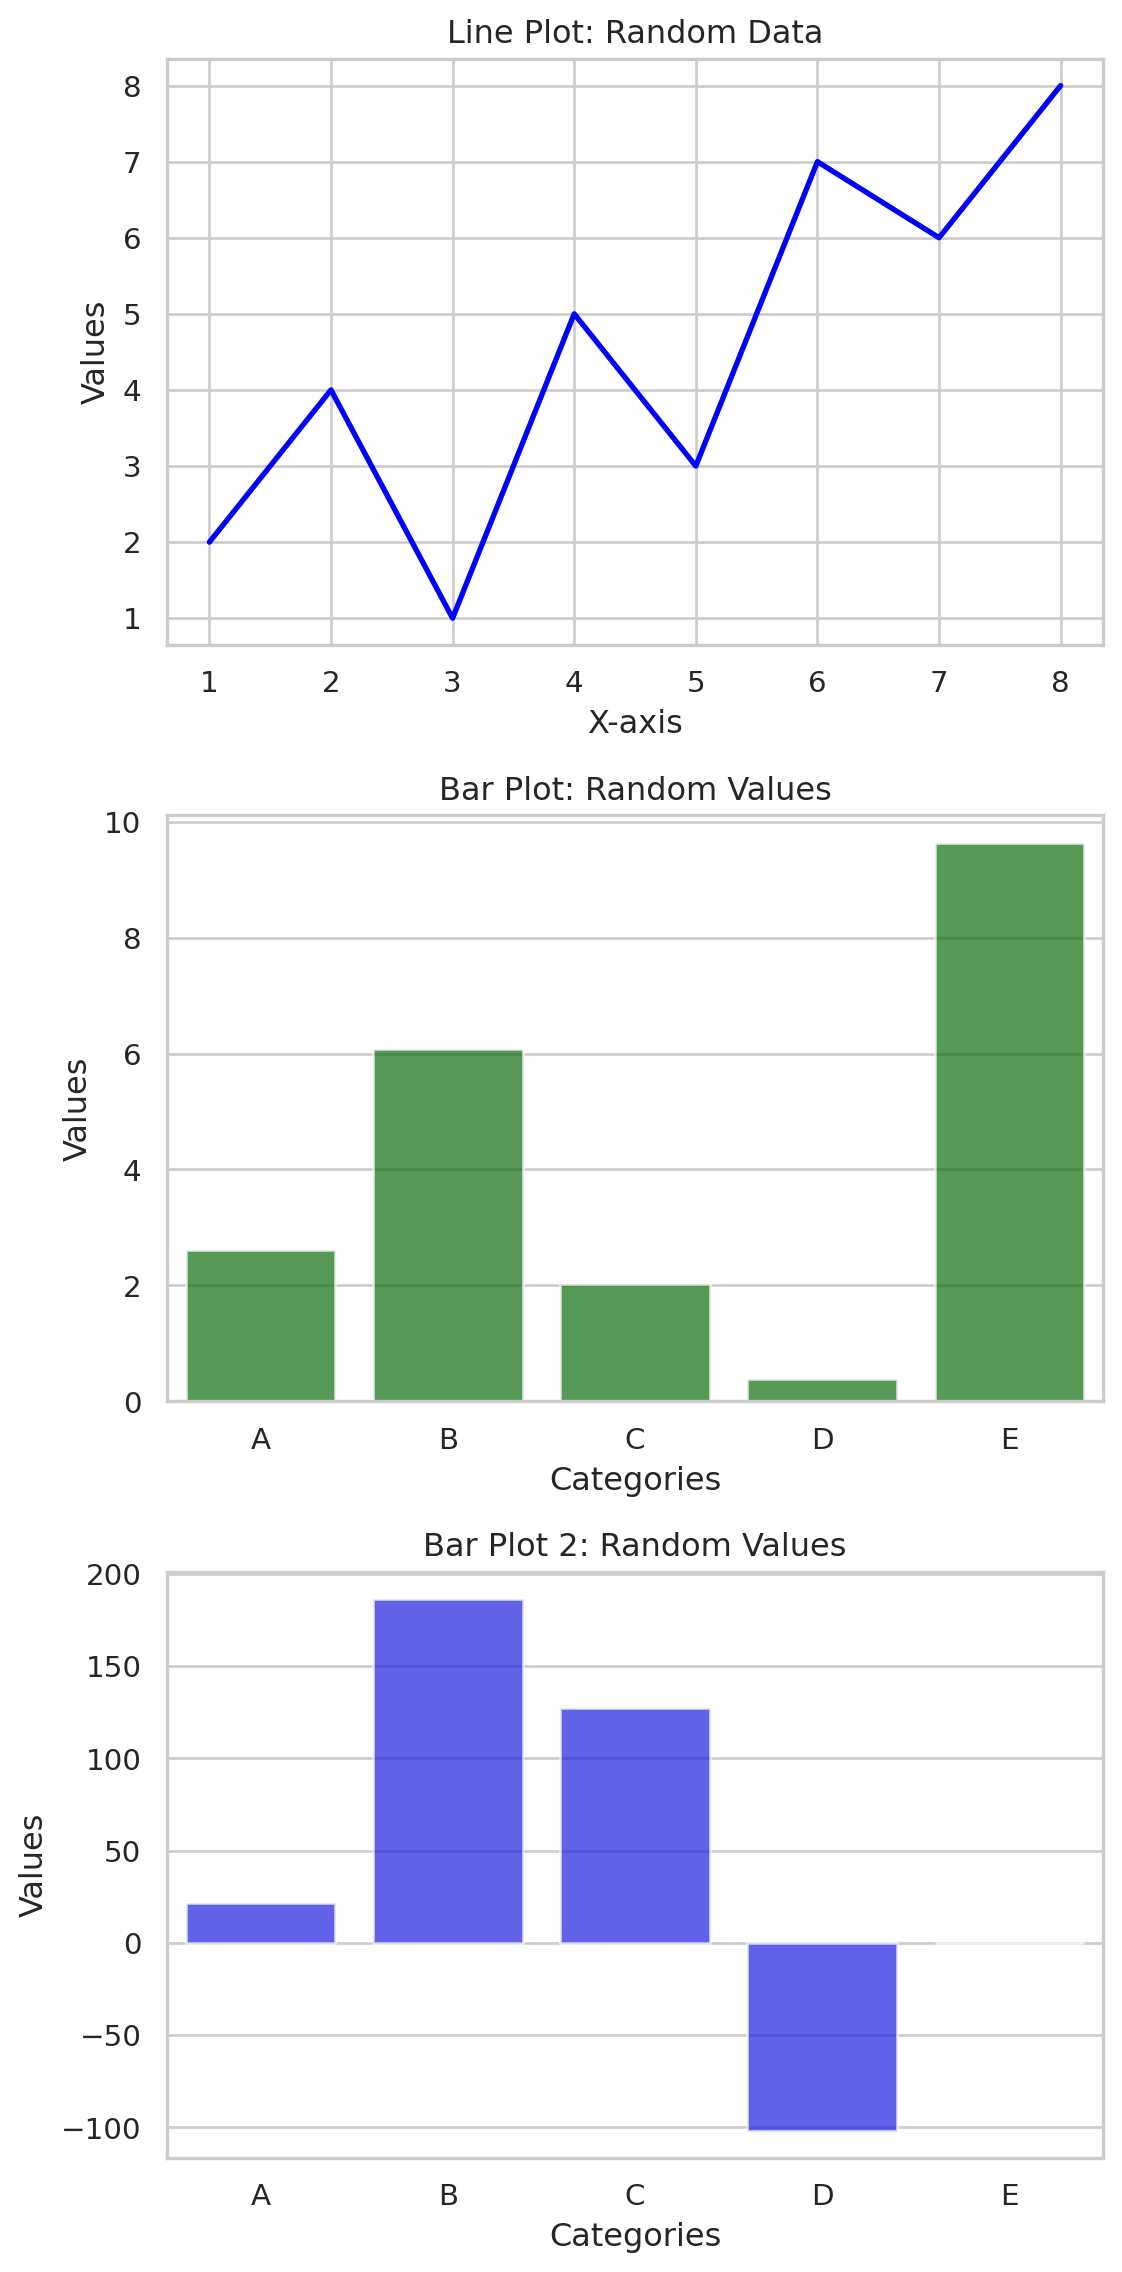 Line Plot: Random Data
8
7
6
5
4
3
2
1
Values
1 2 3 4 5 6 7 8
X-axis
Bar Plot: Random Values
10
8
6
4
2
0
Values
A B C D E
Categories
Bar Plot 2: Random Values
200
150
100
50
0
−50
−100
Values
A B C D E
Categories